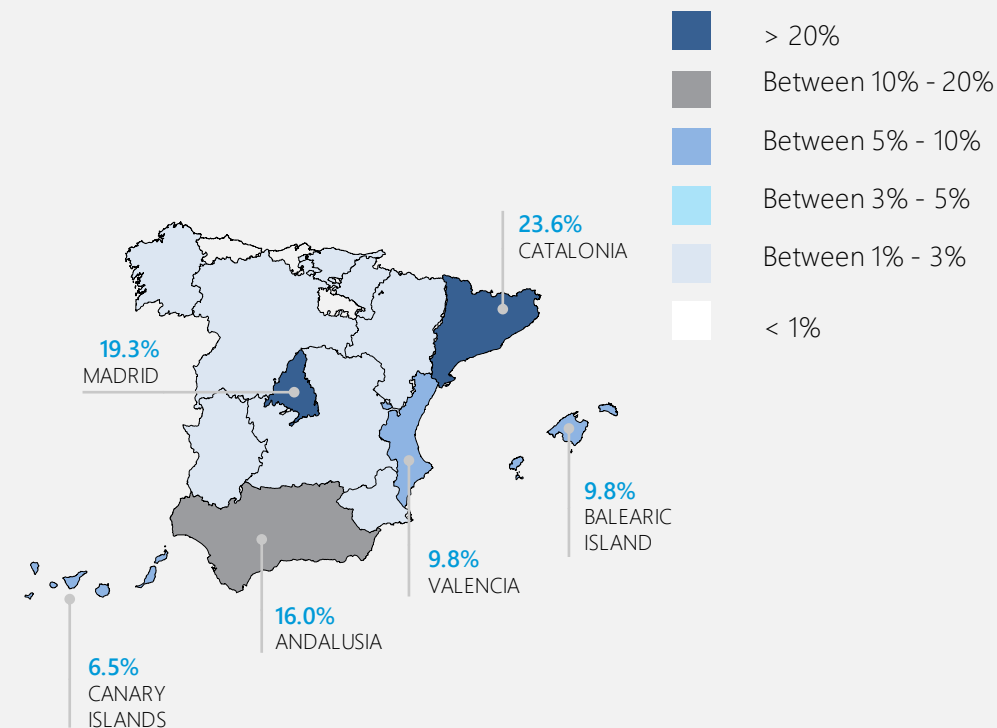 > 20%
Between 10% - 20%
Between 5% - 10%
Between 3% - 5%
Between 1% - 3%
< 1%
23.6%
CATALONIA
19.3%
MADRID
9.8%
BALEARIC
ISLAND
9.8%
VALENCIA
16.0%
ANDALUSIA
6.5%
CANARY
ISLANDS